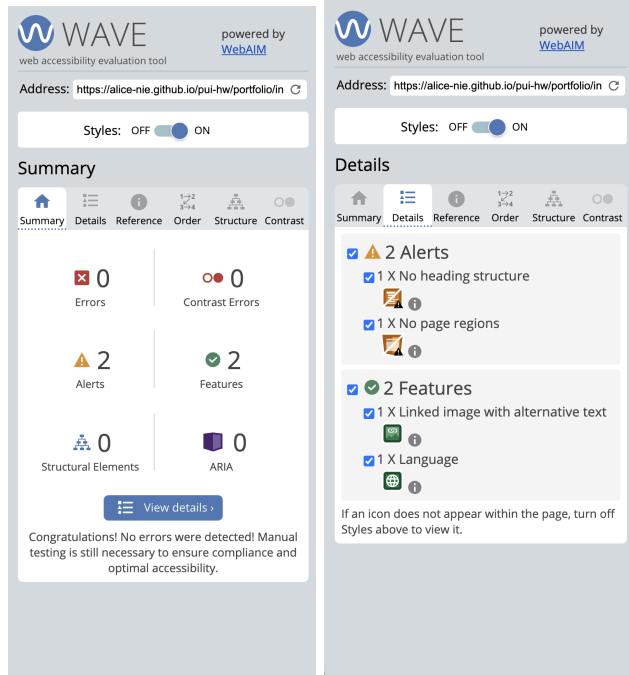 WAVE
powered by
WebAIM
web accessibility evaluation tool
Address: https://alice-nie.github.io/pui-hw/portfolio/in
Styles: OFF ON
Summary
Summary Details Reference Order Structure Contrast
0
Errors
0
Contrast Errors
2
Alerts
2
Features
0
Structural Elements
0
ARIA
View details ›
Congratulations! No errors were detected! Manual
testing is still necessary to ensure compliance and
optimal accessibility.
WAVE
powered by
WebAIM
web accessibility evaluation tool
Address: https://alice-nie.github.io/pui-hw/portfolio/in
Styles: OFF ON
Details
Summary Details Reference Order Structure Contrast
2 Alerts
1 X No heading structure
1 X No page regions
2 Features
1 X Linked image with alternative text
1 X Language
If an icon does not appear within the page, turn off
Styles above to view it.